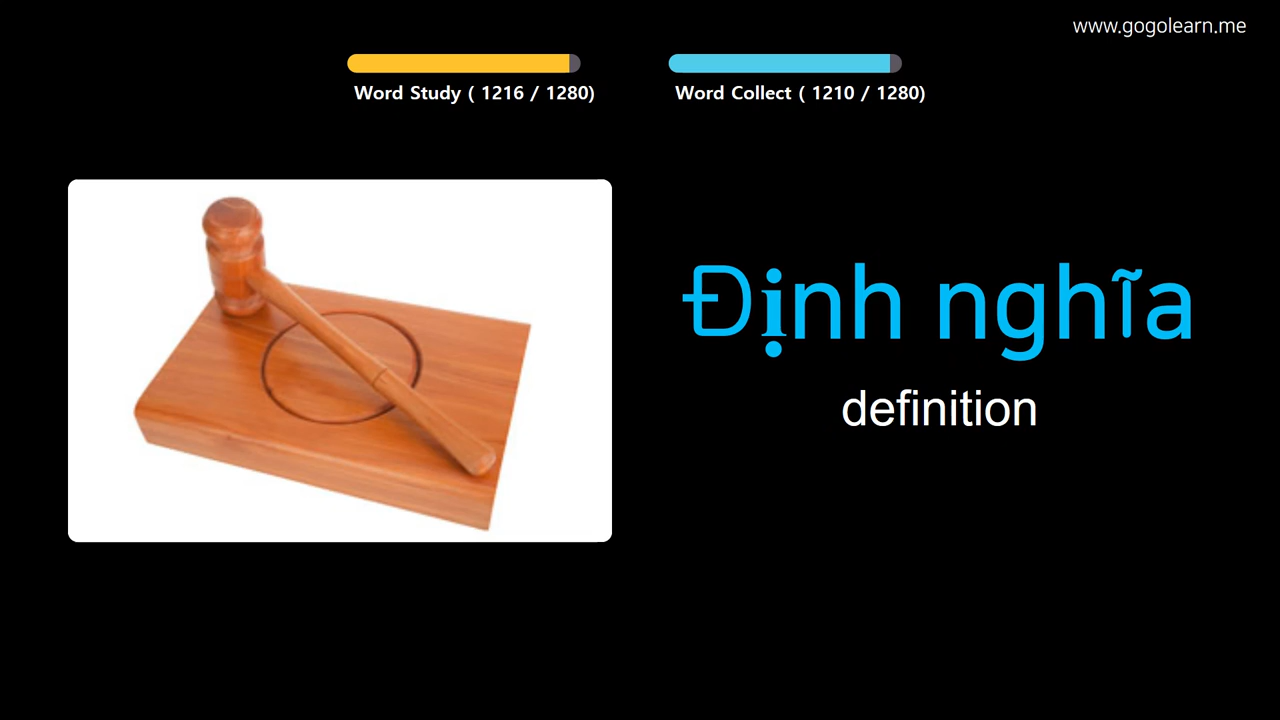 www.gogolearn.me
Word Study ( 1216 / 1280)
Word Collect ( 1210 / 1280)
Định nghĩa
definition